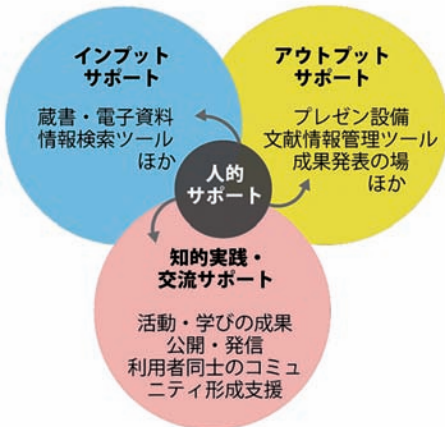 インプット
サポート
蔵書・電子資料
情報検索ツール
ほか
アウトプット
サポート
プレゼン設備
文献情報管理ツール
成果発表の場
ほか
人的
サポート
知的実践・
交流サポート
活動・学びの成果
公開・発信
利用者同士のコミュ
ニティ形成支援